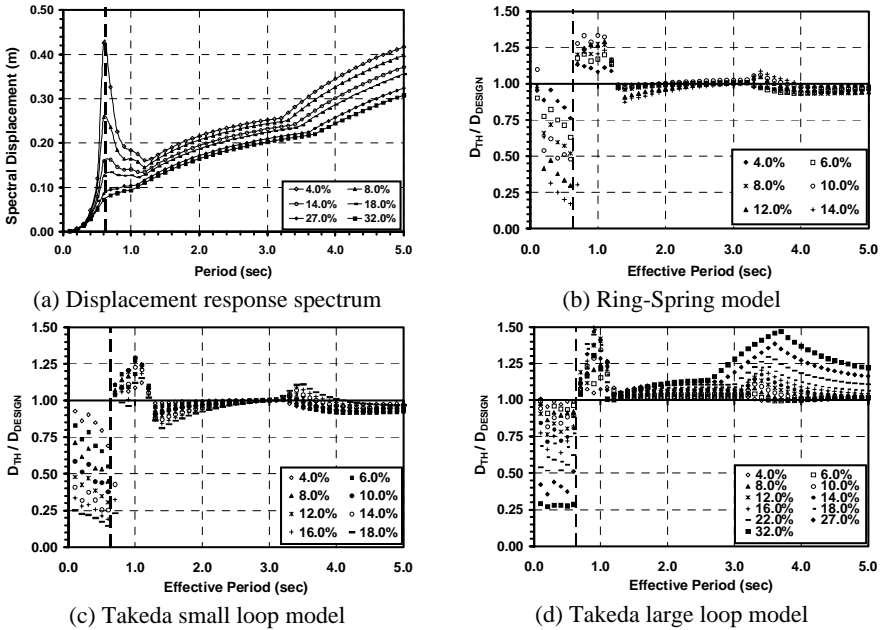 0.50
0.40
0.30
0.20
0.10
0.00
Spectral Displacement (m)
4.0% 8.0%
14.0% 18.0%
27.0% 32.0%
0.0 1.0 2.0 3.0 4.0 5.0
Period (sec)
(a) Displacement response spectrum
1.50
1.25
1.00
0.75
0.50
0.25
0.00
DTH/ DDESIGN
4.0% 6.0%
8.0% 10.0%
12.0% 14.0%
0.0 1.0 2.0 3.0 4.0 5.0
Effective Period (sec)
(b) Ring-Spring model
1.50
1.25
1.00
0.75
0.50
0.25
0.00
DTH/ DDESIGN
4.0% 6.0%
8.0% 10.0%
12.0% 14.0%
16.0% 18.0%
0.0 1.0 2.0 3.0 4.0 5.0
Effective Period (sec)
(c) Takeda small loop model
1.50
1.25
1.00
0.75
0.50
0.25
0.00
DTH/ DDESIGN
4.0% 6.0%
8.0% 10.0%
12.0% 14.0%
16.0% 18.0%
22.0% 27.0%
32.0%
0.0 1.0 2.0 3.0 4.0 5.0
Effective Period (sec)
(d) Takeda large loop model